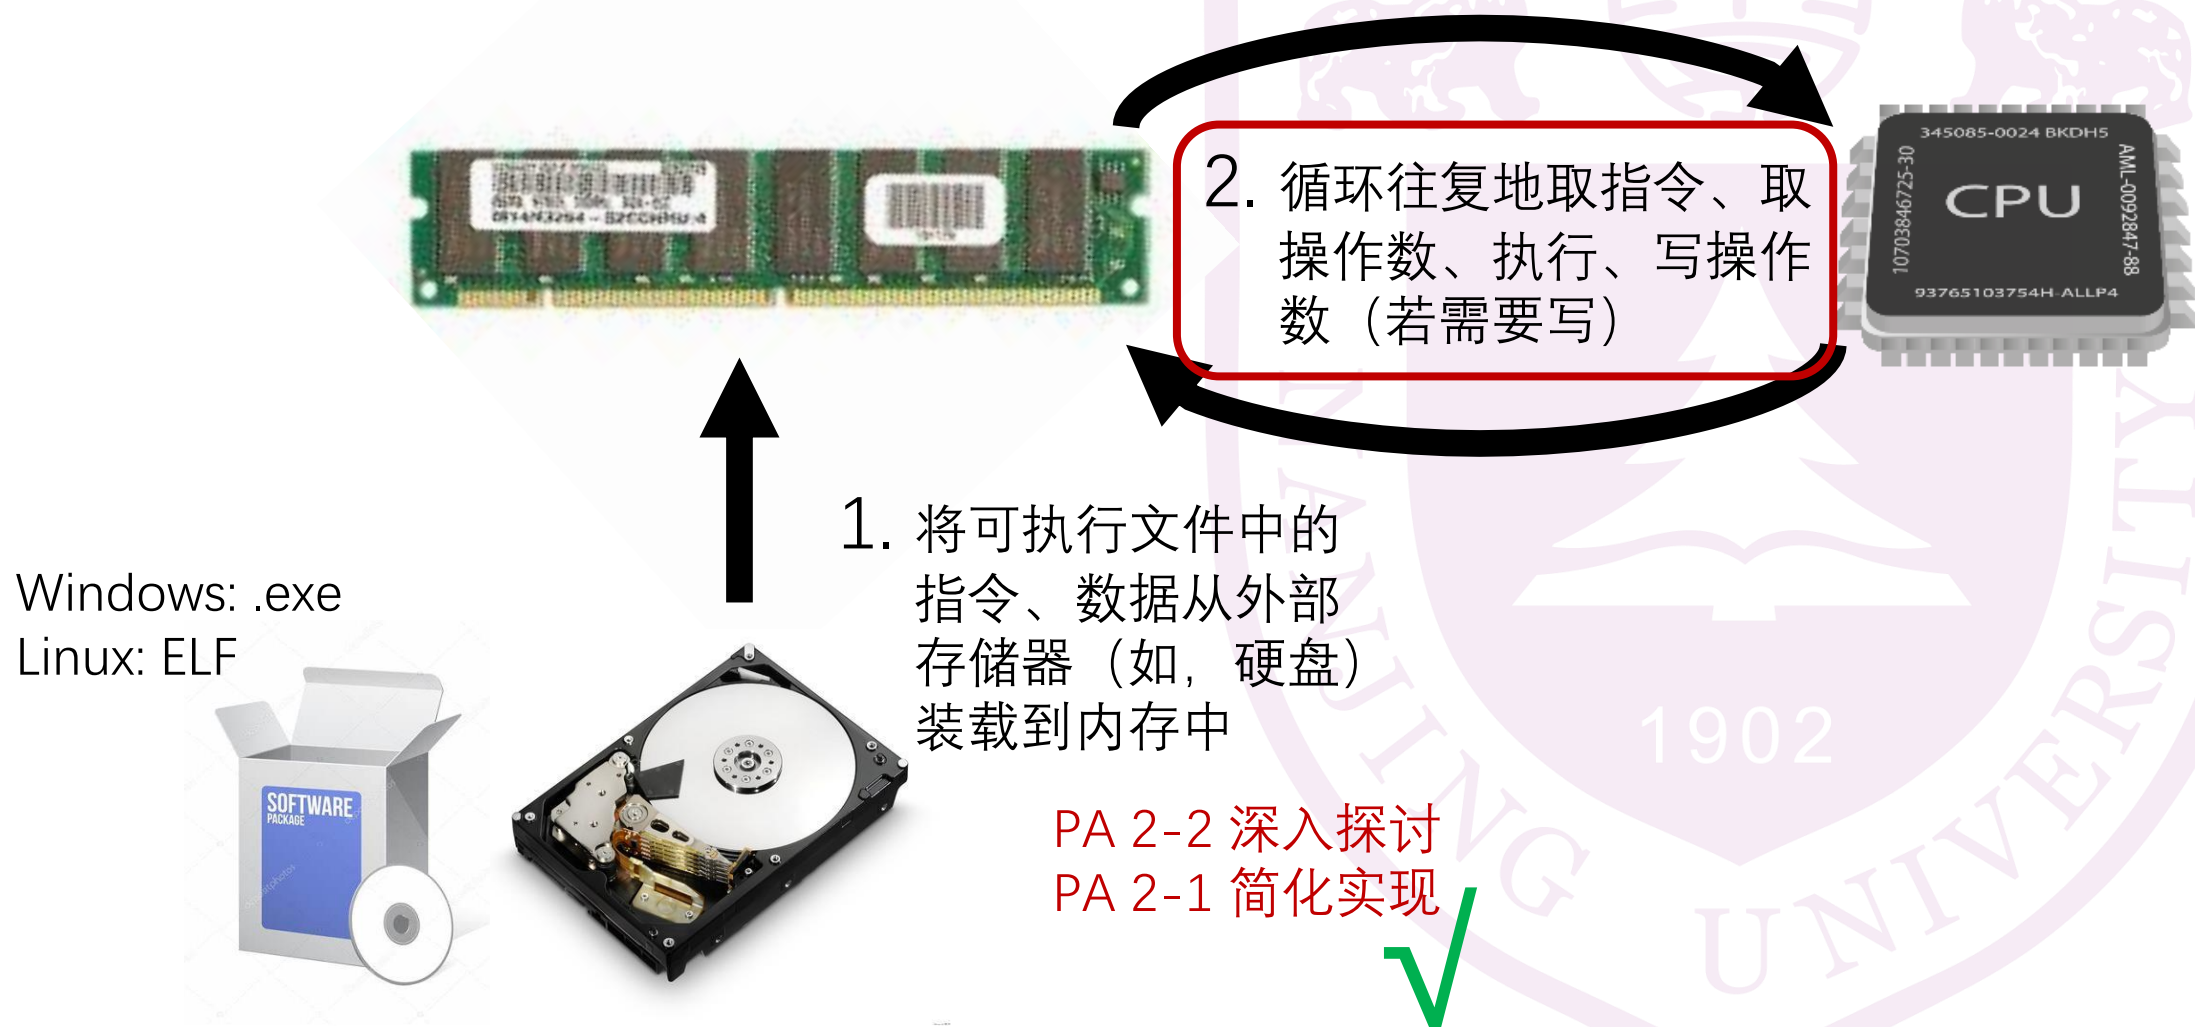 345085-0024 BKDH5
10703846725-30
CPU
AML-0092847-88
93765103754H-ALLP4
2. 循环往复地取指令、取
操作数、执行、写操作
数（若需要写）
1. 将可执行文件中的
指令、数据从外部
存储器（如，硬盘）
装载到内存中
Windows: .exe
Linux: ELF
SOFTWARE
PACKAGE
PA 2-2 深入探讨
PA 2-1 简化实现
NANJING UNIVERSITY
1902